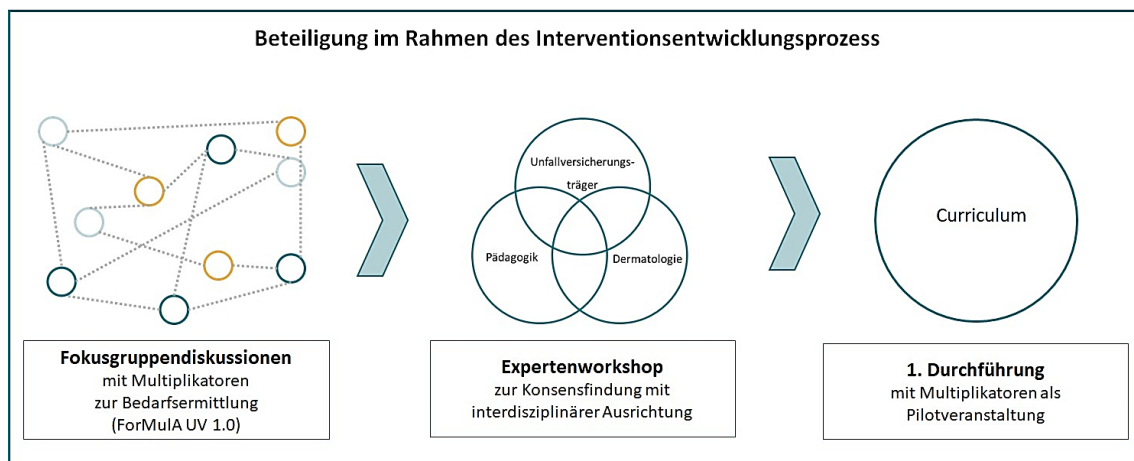 Beteiligung im Rahmen des Interventionsentwicklungsprozess
Unfallversicherungs-
träger
Pädagogik
Dermatologie
Curriculum
Fokusgruppendiskussionen
mit Multiplikatoren
zur Bedarfsermittlung
(ForMulA UV 1.0)
Expertenworkshop
zur Konsensfindung mit
interdisziplinärer Ausrichtung
1. Durchführung
mit Multiplikatoren als
Pilotveranstaltung